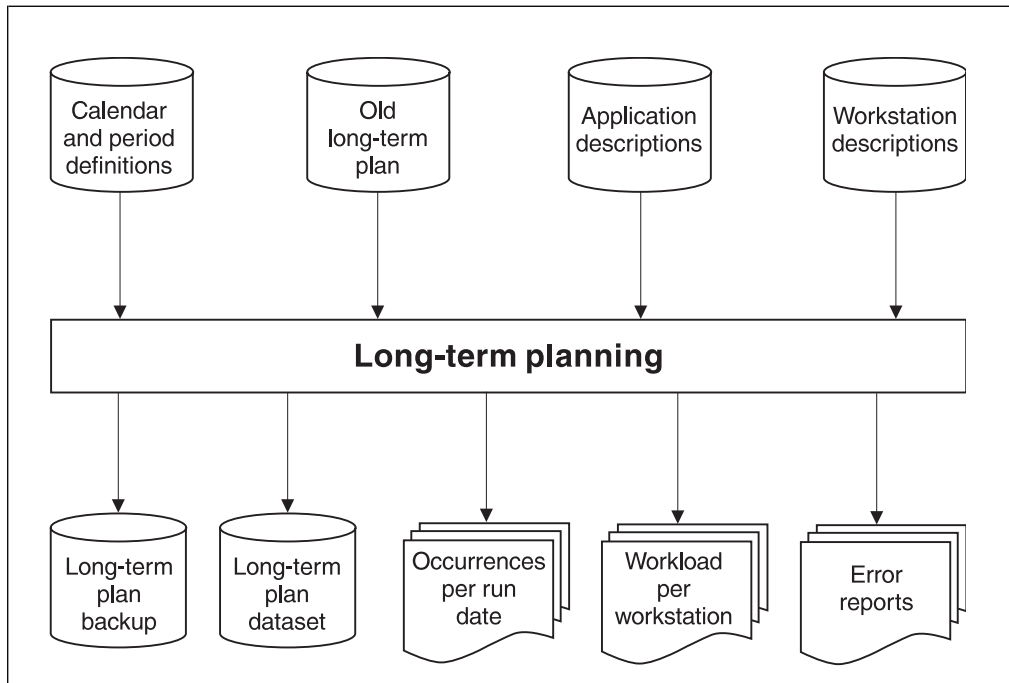 Calendar
and period
definitions
Old
long-term
plan
Application
descriptions
Workstation
descriptions
Long-term planning
Long-term
plan
backup
Long-term
plan
dataset
Occurrences
per run
date
Workload
per
workstation
Error
reports